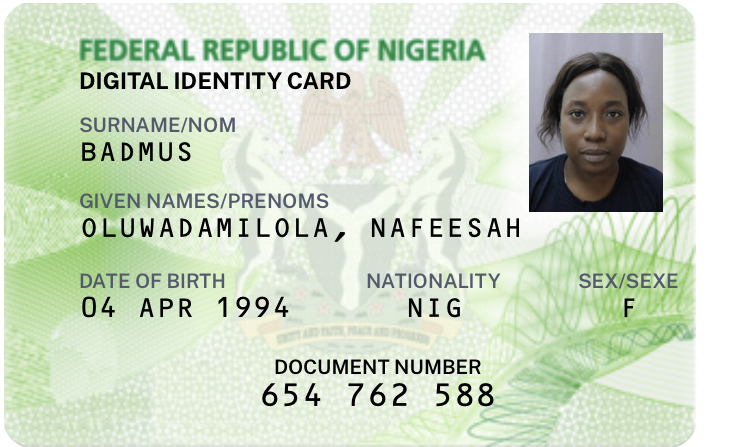 FEDERAL REPUBLIC OF NIGERIA
DIGITAL IDENTITY CARD
SURNAME/NOM
BADMUS
GIVEN NAMES/PRENOMS
OLUWADAMILOLA, NAFEESAH
DATE OF BIRTH NATIONALITY SEX/SEXE
04 APR 1994 NIG F
UNITY AND FAITH, PEACE AND PROGRESS
DOCUMENT NUMBER
654 762 588